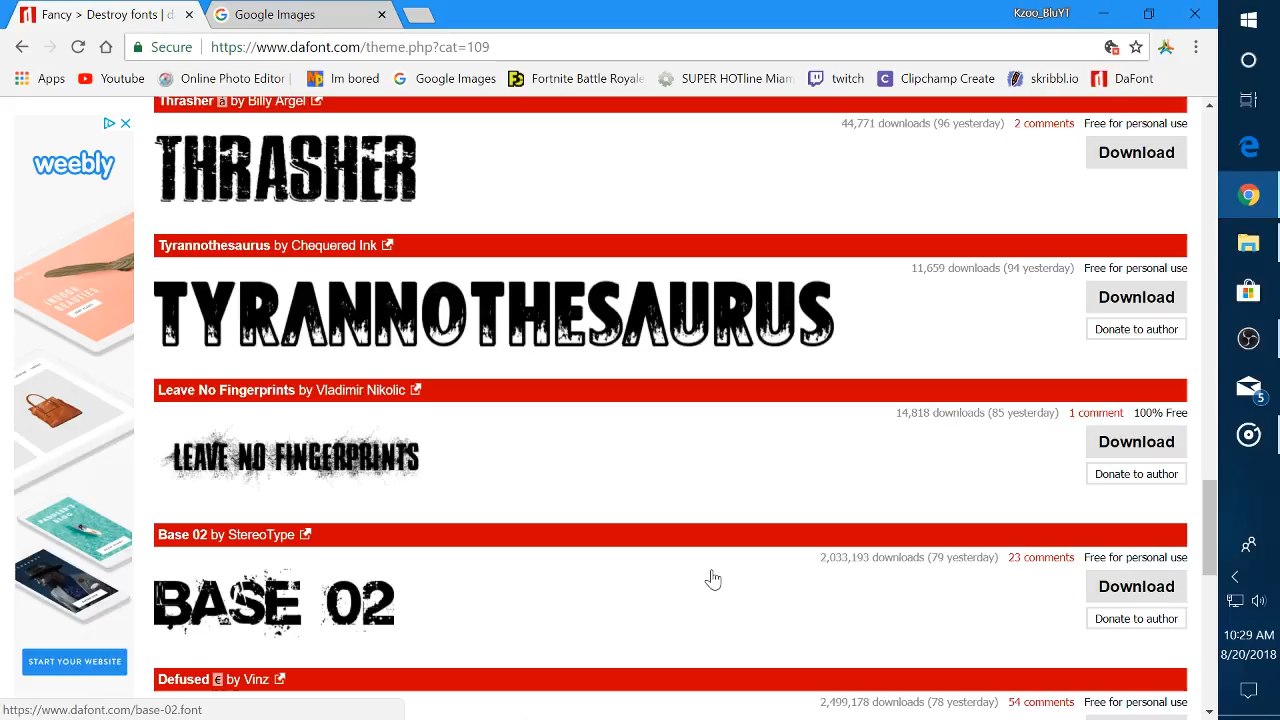 Fancy > Destroy fonts | d
Google Images
Kzoo_BluYT
Secure
https://www.dafont.com/theme.php?cat=109
Apps
Youtube
Online Photo Editor
Im bored
Google Images
Fortnite Battle Royale
SUPER HOTline Miam
twitch
Clipchamp Create
skribbl.io
DaFont
Thrasher à by Billy Argel
44,771 downloads (96 yesterday) 2 comments Free for personal use
THRASHER
Download
Tyrannothesaurus by Chequered Ink
11,659 downloads (94 yesterday) Free for personal use
TYRANNOTHESAURUS
Download
Donate to author
Leave No Fingerprints by Vladimir Nikolic
14,818 downloads (85 yesterday) 1 comment 100% Free
LEAVE NO FINGERPRINTS
Download
Donate to author
Base 02 by StereoType
2,033,193 downloads (79 yesterday) 23 comments Free for personal use
BASE 02
Download
Donate to author
Defused € by Vinz
2,499,178 downloads (78 yesterday) 54 comments Free for personal use
https://www.dafont.com/base-02.font
weebly
INDOOR
BEAUTIES
START YOUR WEBSITE
5
10:29 AM
8/20/2018